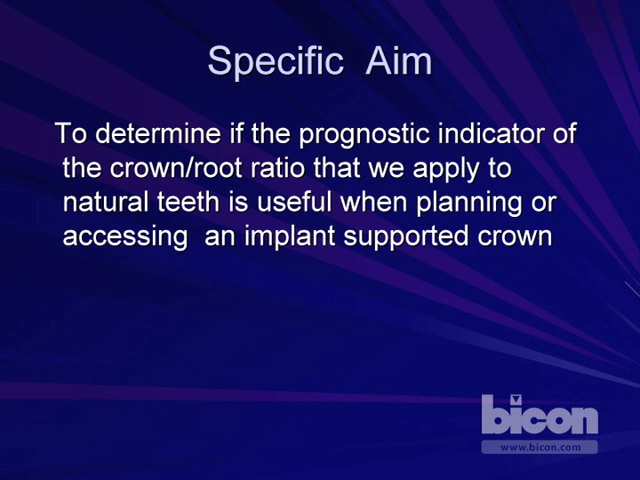 Specific Aim
To determine if the prognostic indicator of
the crown/root ratio that we apply to
natural teeth is useful when planning or
accessing an implant supported crown
bicon
www.bicon.com